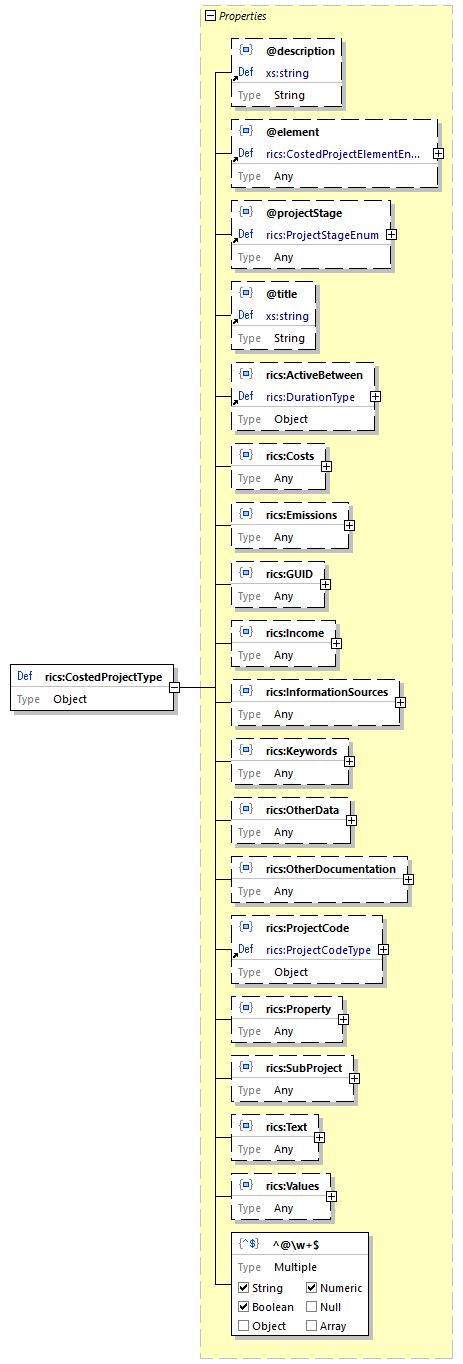 Properties
@description
Def xs:string
Type String
@element
Def rics:CostedProjectElementEn...
Type Any
@projectStage
Def rics:ProjectStageEnum
Type Any
@title
Def xs:string
Type String
rics:ActiveBetween
Def rics:DurationType
Type Object
rics:Costs
Type Any
rics:Emissions
Type Any
rics:GUID
Type Any
rics:Income
Type Any
Def rics:CostedProjectType
Type Object
rics:InformationSources
Type Any
rics:Keywords
Type Any
rics:OtherData
Type Any
rics:OtherDocumentation
Type Any
rics:ProjectCode
Def rics:ProjectCodeType
Type Object
rics:Property
Type Any
rics:SubProject
Type Any
rics:Text
Type Any
rics:Values
Type Any
{^$} ^@\w+$
Type Multiple
String Numeric
Boolean Null
Object Array